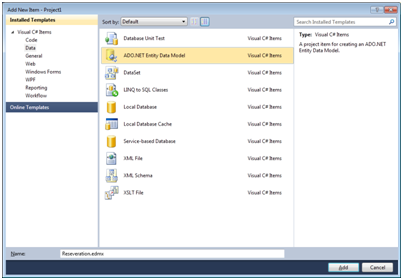 Add New Item - Project1
Installed Templates
Visual C# Items
Code
Data
General
Web
Windows Forms
WPF
Reporting
Workflow
Online Templates
Sort by: Default
Database Unit Test Visual C# Items
ADO.NET Entity Data Model Visual C# Items
DataSet Visual C# Items
LINQ to SQL Classes Visual C# Items
Local Database Visual C# Items
Local Database Cache Visual C# Items
Service-based Database Visual C# Items
XML File Visual C# Items
XML Schema Visual C# Items
XSLT File Visual C# Items
Search Installed Templates
Type: Visual C# Items
A project item for creating an ADO.NET
Entity Data Model.
Name: Reseveration.edmx
Add Cancel